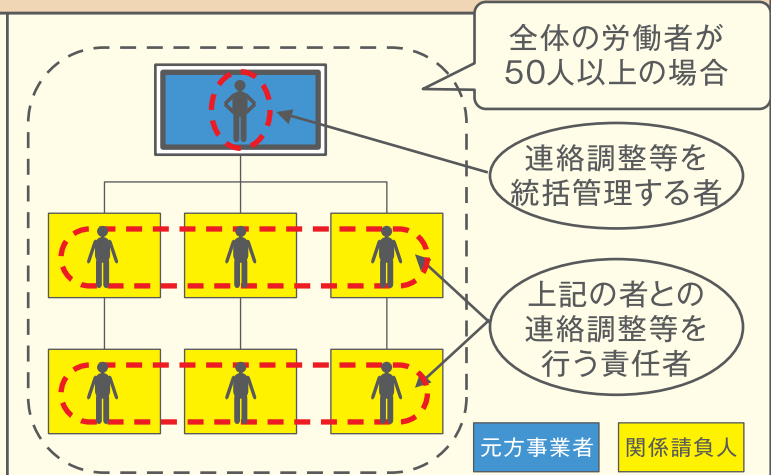 全体の労働者が
50人以上の場合
連絡調整等を
統括管理する者
上記の者との
連絡調整等を
行う責任者
元方事業者
関係請負人